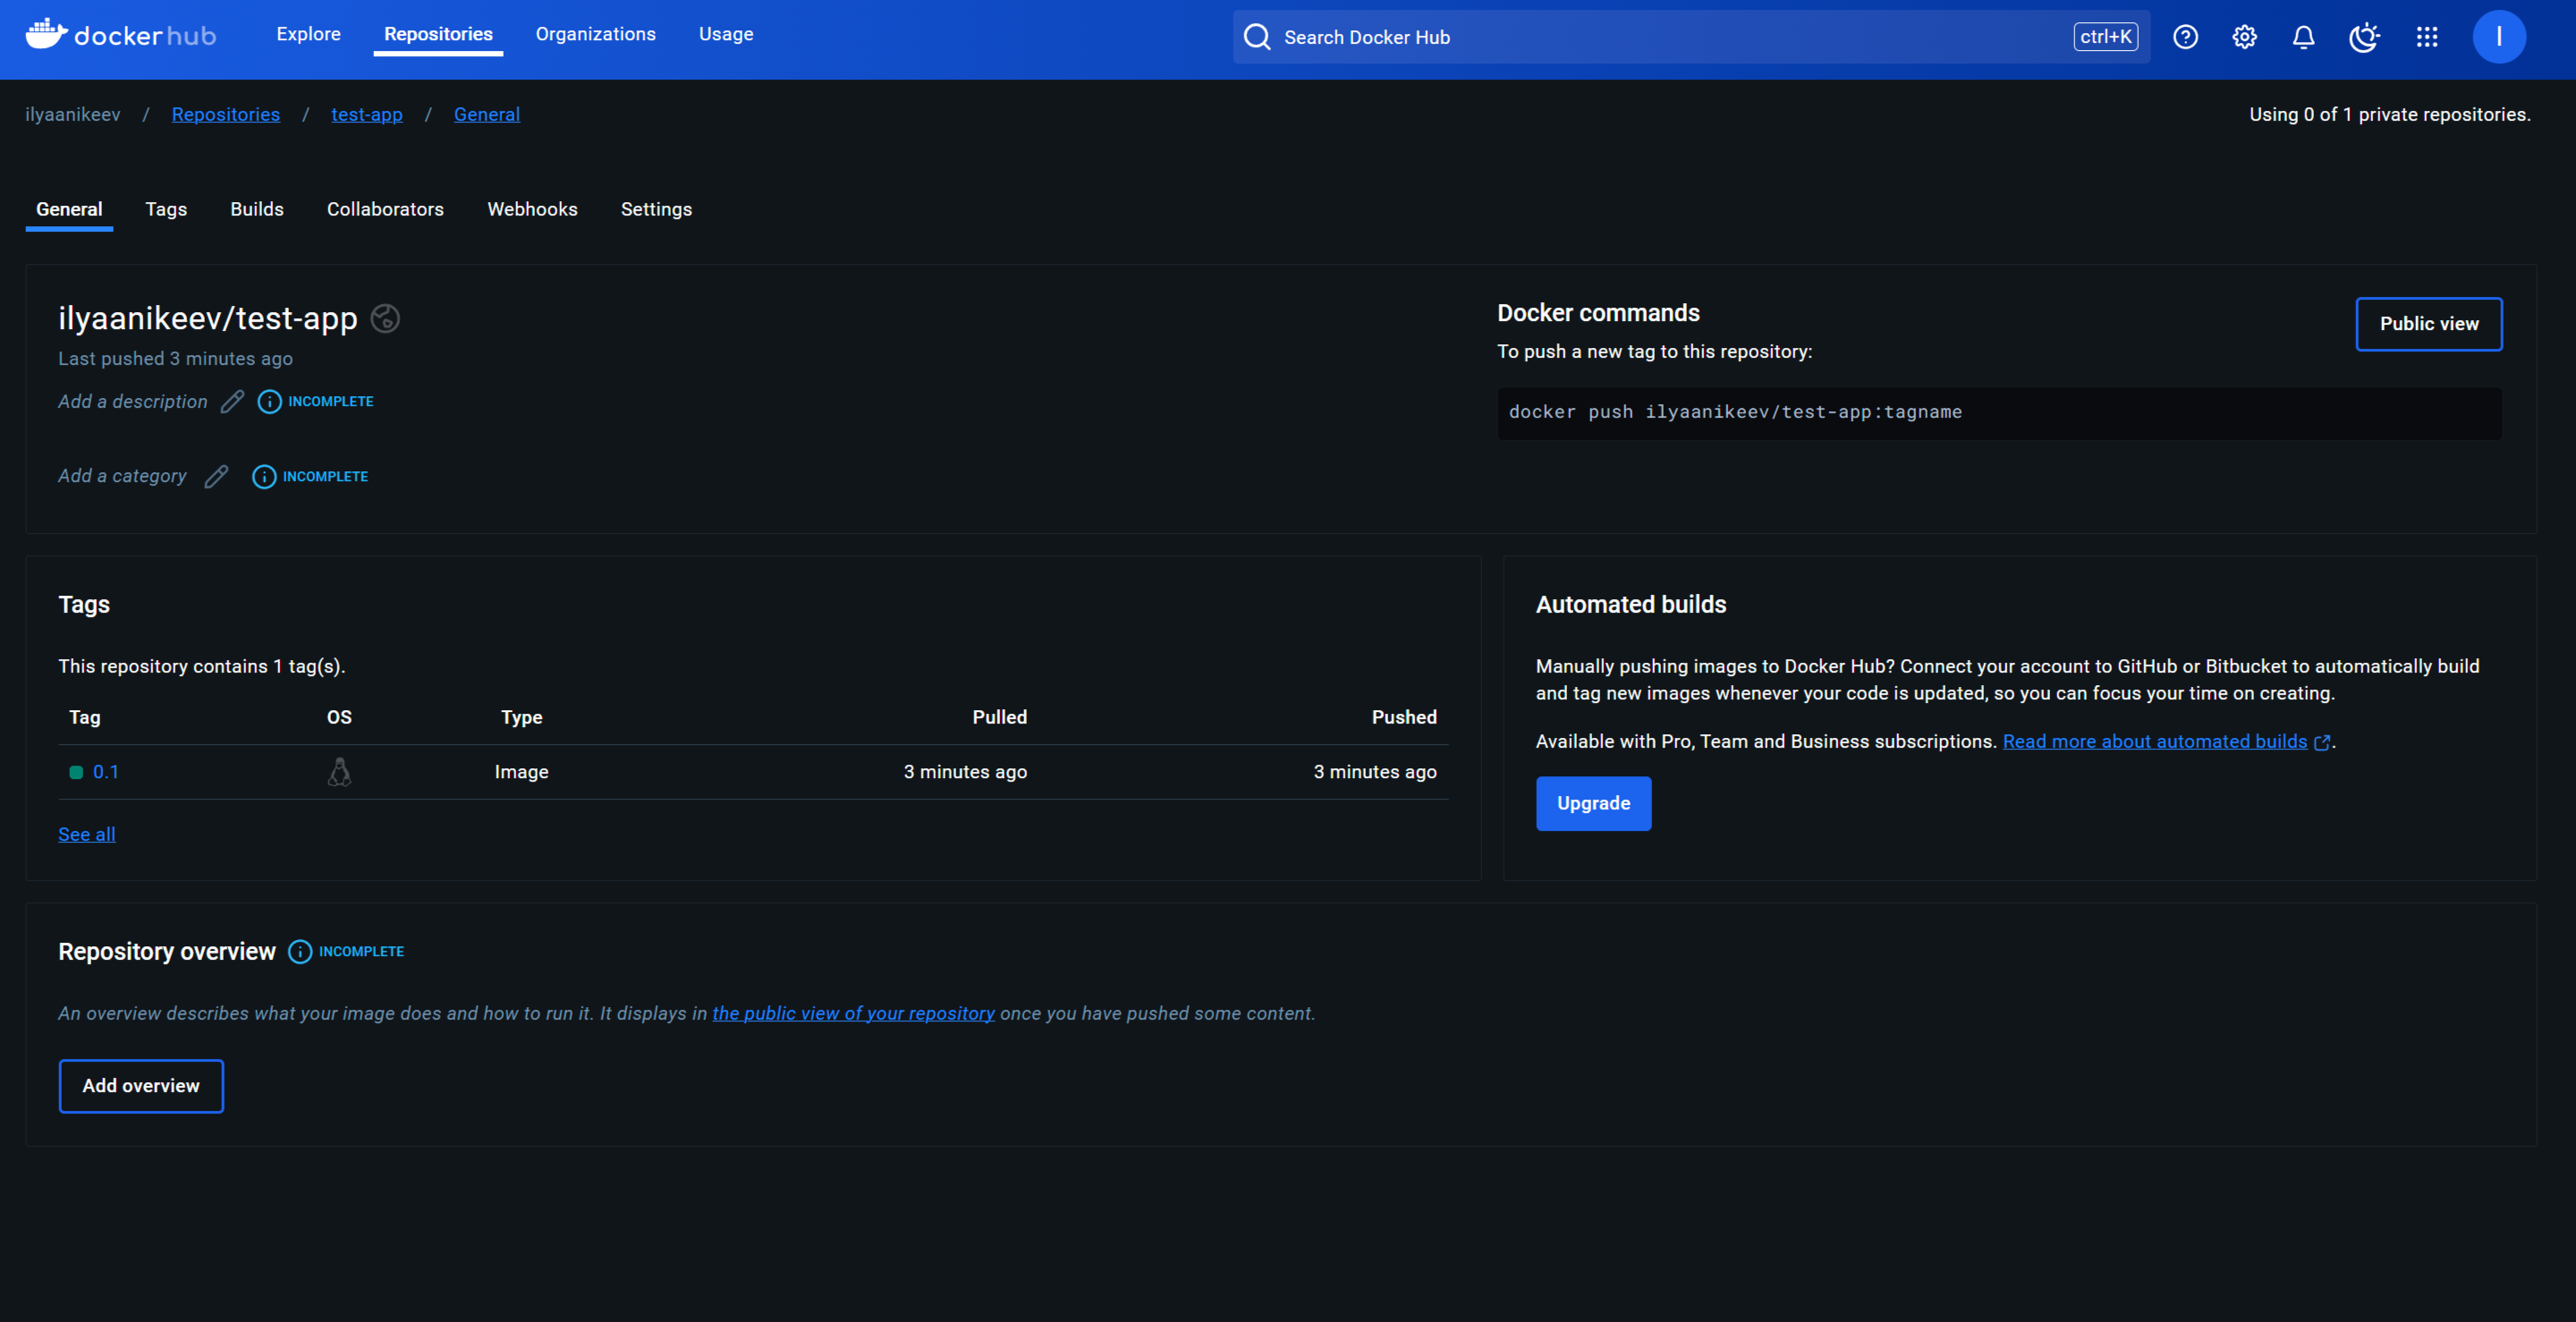 dockerhub Explore Repositories Organizations Usage Search Docker Hub ctrl+K I
ilyaanikeev / Repositories / test-app / General Using 0 of 1 private repositories.
General Tags Builds Collaborators Webhooks Settings
ilyaanikeev/test-app
Last pushed 3 minutes ago
Add a description INCOMPLETE
Add a category INCOMPLETE
Docker commands
Public view
To push a new tag to this repository:
docker push ilyaanikeev/test-app:tagname
Tags
This repository contains 1 tag(s).
Tag OS Type Pulled Pushed
0.1 Image 3 minutes ago 3 minutes ago
See all
Automated builds
Manually pushing images to Docker Hub? Connect your account to GitHub or Bitbucket to automatically build
and tag new images whenever your code is updated, so you can focus your time on creating.
Available with Pro, Team and Business subscriptions. Read more about automated builds.
Upgrade
Repository overview INCOMPLETE
An overview describes what your image does and how to run it. It displays in the public view of your repository once you have pushed some content.
Add overview